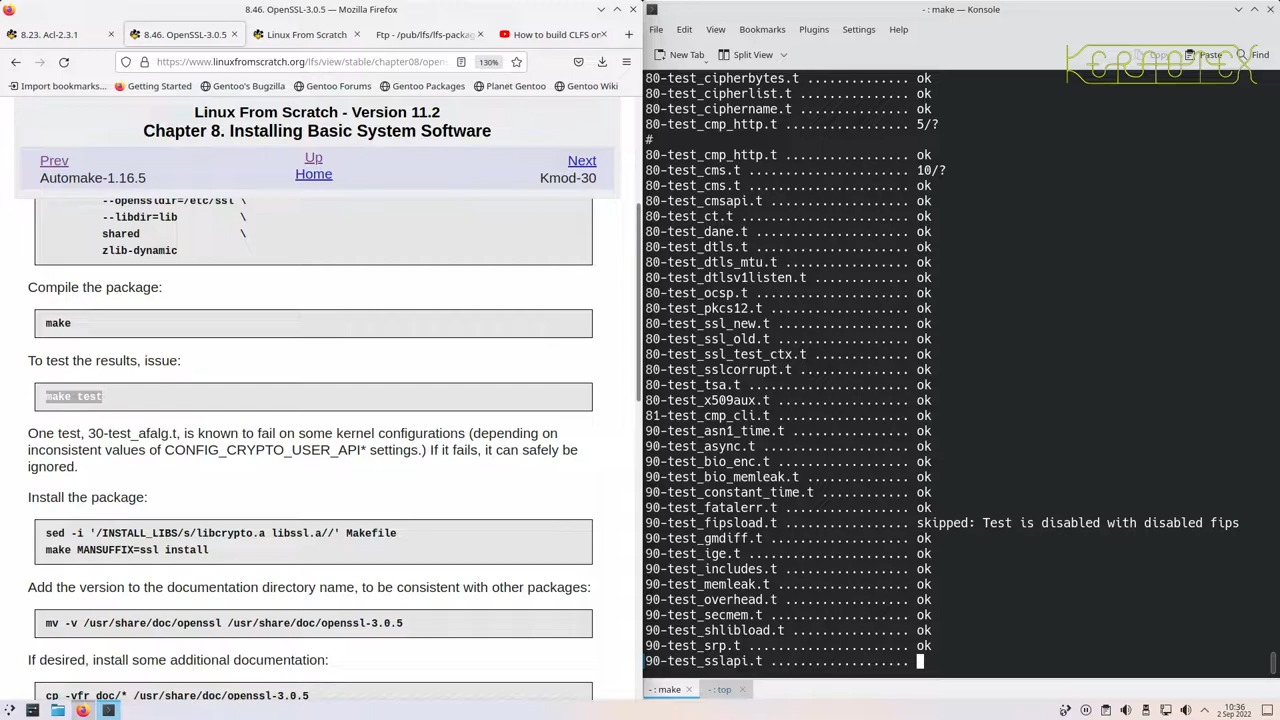 8.46. OpenSSL-3.0.5 — Mozilla Firefox
8.23. Acl-2.3.1
8.46. OpenSSL-3.0.5
Linux From Scratch
Ftp - /pub/lfs/lfs-packag
How to build CLFS on
https://www.linuxfromscratch.org/lfs/view/stable/chapter08/open
130%
Import bookmarks...
Getting Started
Gentoo's Bugzilla
Gentoo Forums
Gentoo Packages
Planet Gentoo
Gentoo Wiki
Linux From Scratch - Version 11.2
Chapter 8. Installing Basic System Software
Prev
Up
Next
Automake-1.16.5
Home
Kmod-30
--openssldir=/etc/ssl \
--libdir=lib \
shared \
zlib-dynamic
Compile the package:
make
To test the results, issue:
make test
One test, 30-test_afalg.t, is known to fail on some kernel configurations (depending on
inconsistent values of CONFIG_CRYPTO_USER_API* settings.) If it fails, it can safely be
ignored.
Install the package:
sed -i '/INSTALL_LIBS/s/libcrypto.a libssl.a//' Makefile
make MANSUFFIX=ssl install
Add the version to the documentation directory name, to be consistent with other packages:
mv -v /usr/share/doc/openssl /usr/share/doc/openssl-3.0.5
If desired, install some additional documentation:
cp -vfr doc/* /usr/share/doc/openssl-3.0.5
- : make — Konsole
File Edit View Bookmarks Plugins Settings Help
New Tab Split View Copy Paste Find
KERNOTEX
80-test_cipherbytes.t .............. ok
80-test_cipherlist.t ............... ok
80-test_ciphername.t ............... ok
80-test_cmp_http.t ................. 5/?
#
80-test_cmp_http.t ................. ok
80-test_cms.t ...................... 10/?
80-test_cms.t ...................... ok
80-test_cmsapi.t ................... ok
80-test_ct.t ....................... ok
80-test_dane.t ..................... ok
80-test_dtls.t ..................... ok
80-test_dtls_mtu.t ................. ok
80-test_dtlsv1listen.t ............. ok
80-test_ocsp.t ..................... ok
80-test_pkcs12.t ................... ok
80-test_ssl_new.t .................. ok
80-test_ssl_old.t .................. ok
80-test_ssl_test_ctx.t ............. ok
80-test_sslcorrupt.t ............... ok
80-test_tsa.t ...................... ok
80-test_x509aux.t .................. ok
81-test_cmp_cli.t .................. ok
90-test_asn1_time.t ................ ok
90-test_async.t .................... ok
90-test_bio_enc.t .................. ok
90-test_bio_memleak.t .............. ok
90-test_constant_time.t ............ ok
90-test_fatalerr.t ................. ok
90-test_fipsload.t ................. skipped: Test is disabled with disabled fips
90-test_gmdiff.t ................... ok
90-test_ige.t ...................... ok
90-test_includes.t ................. ok
90-test_memleak.t .................. ok
90-test_overhead.t ................. ok
90-test_secmem.t ................... ok
90-test_shlibload.t ................ ok
90-test_srp.t ...................... ok
90-test_sslapi.t ...................
- : make
- : top
10:36
2 Sep 2022